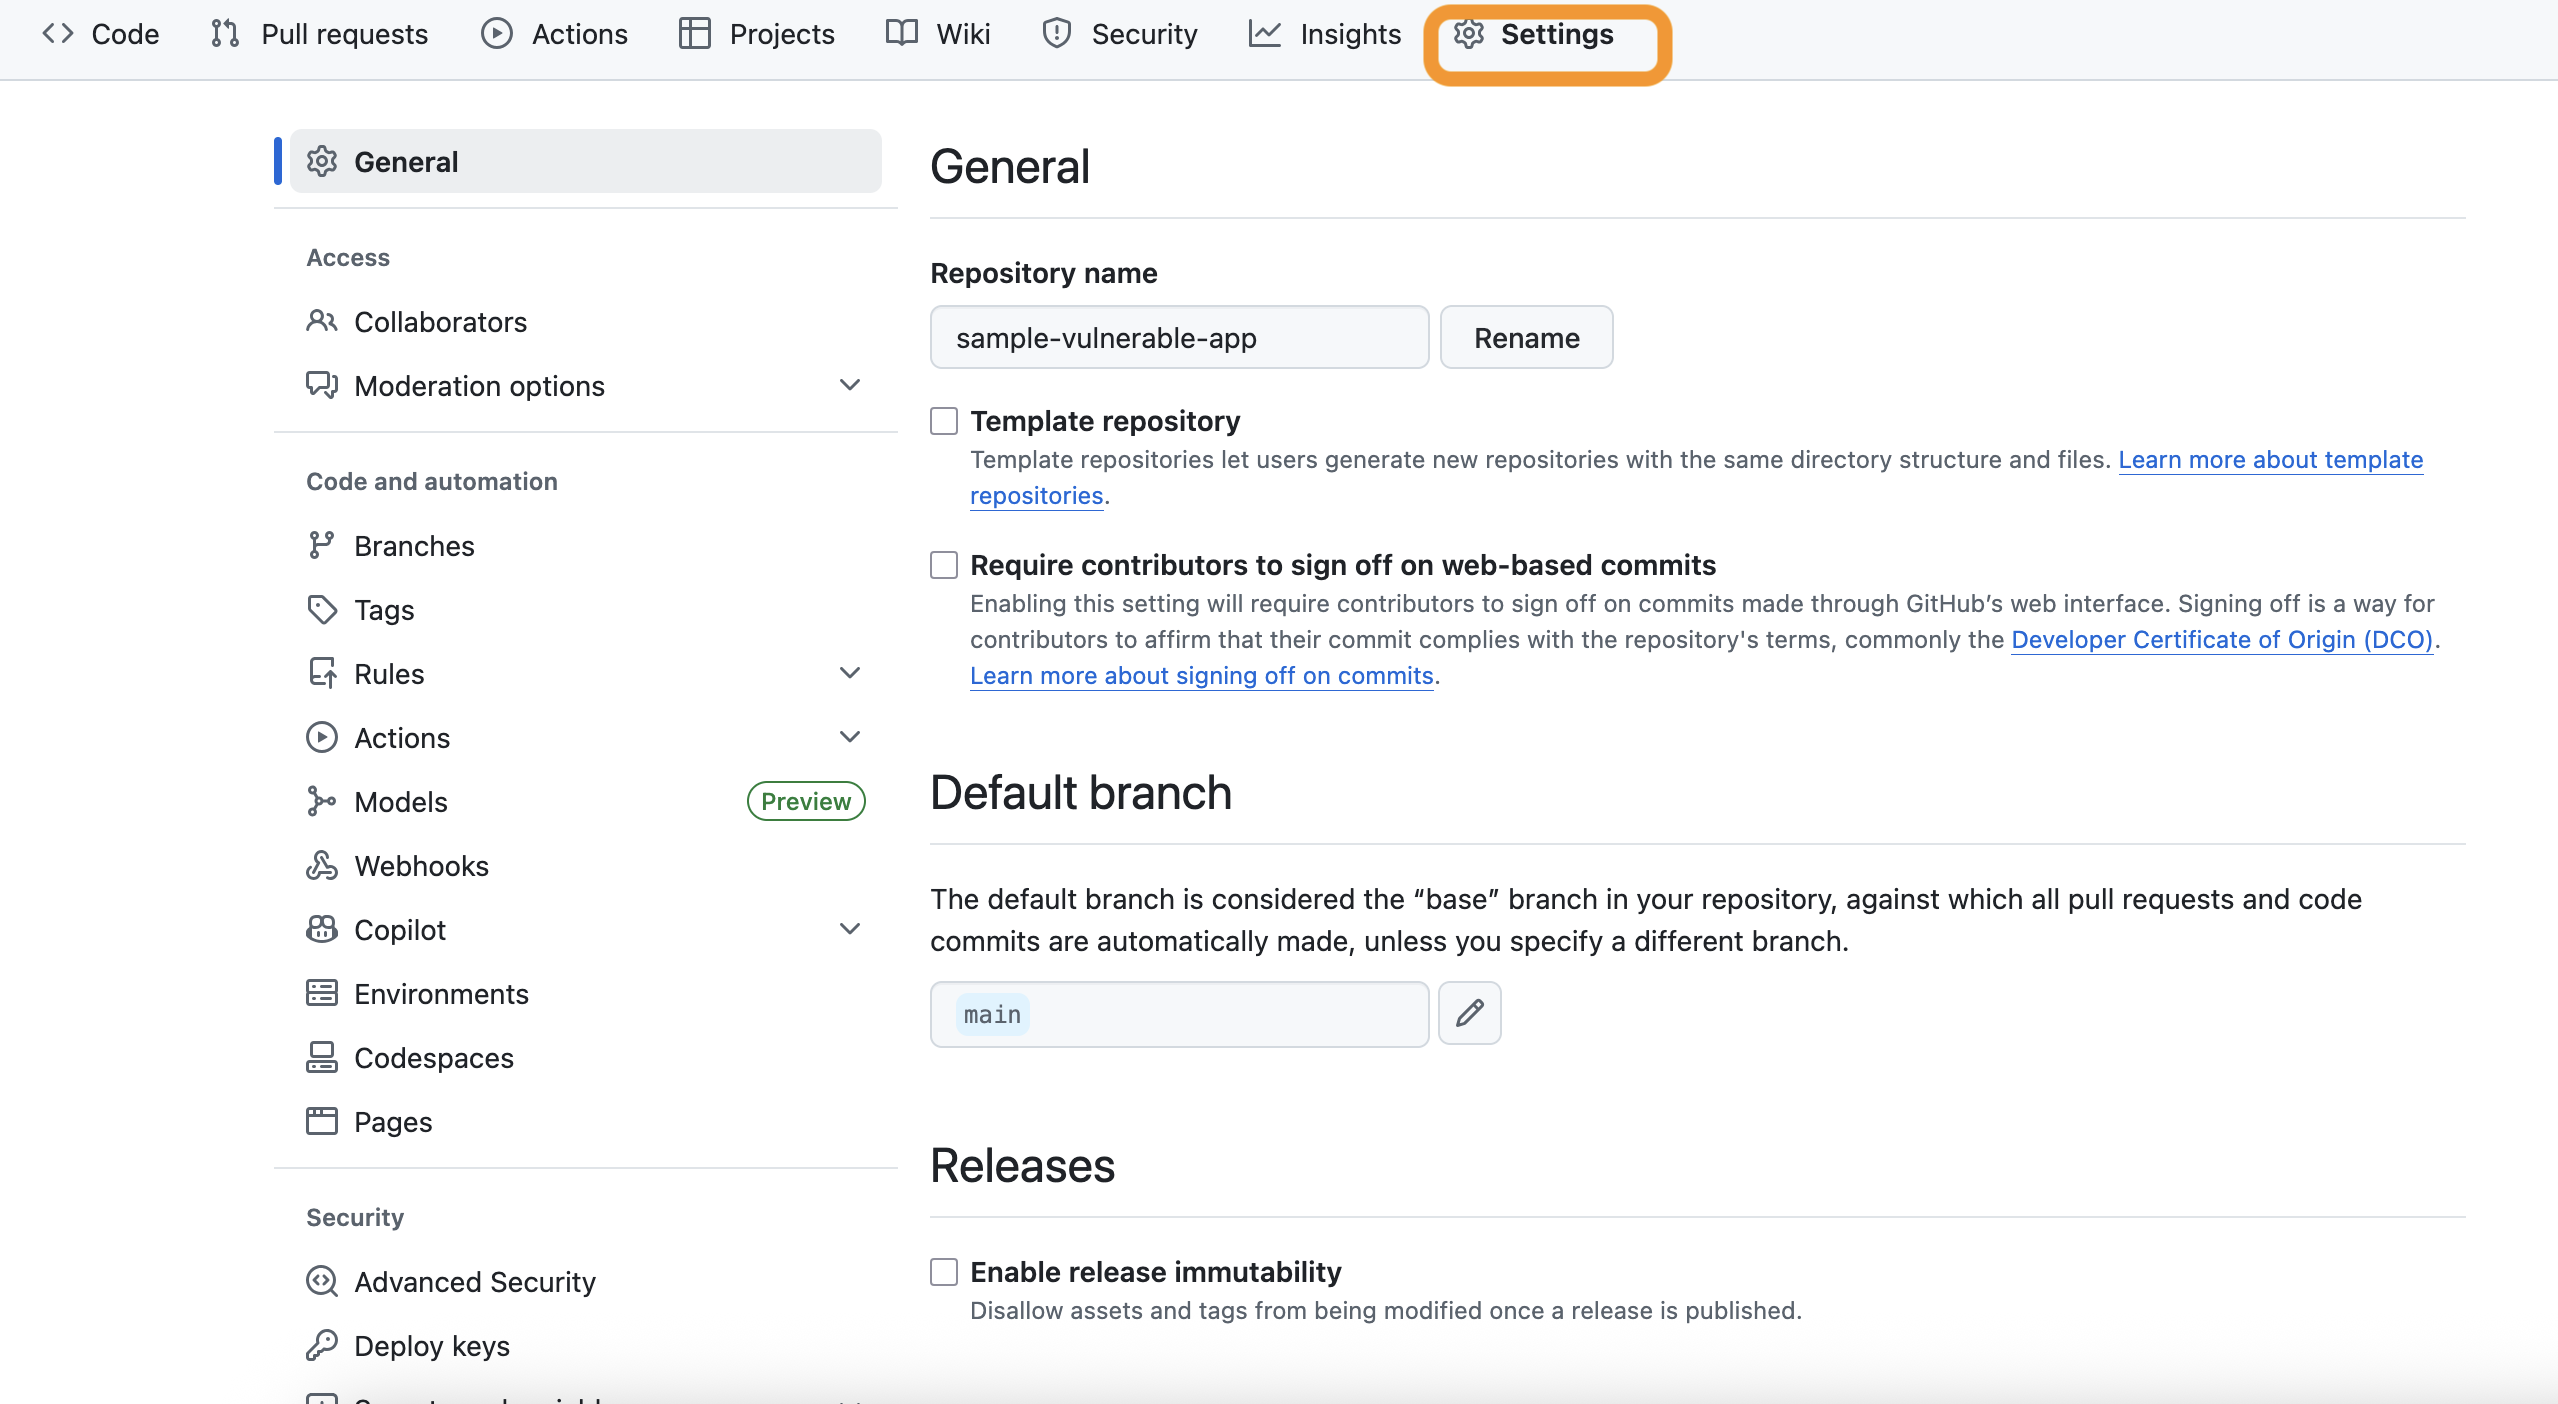 Code Pull requests Actions Projects Wiki Security Insights Settings
General
Access
Collaborators
Moderation options
Code and automation
Branches
Tags
Rules
Actions
Models Preview
Webhooks
Copilot
Environments
Codespaces
Pages
Security
Advanced Security
Deploy keys
General
Repository name
sample-vulnerable-app Rename
Template repository
Template repositories let users generate new repositories with the same directory structure and files. Learn more about template
repositories.
Require contributors to sign off on web-based commits
Enabling this setting will require contributors to sign off on commits made through GitHub’s web interface. Signing off is a way for
contributors to affirm that their commit complies with the repository's terms, commonly the Developer Certificate of Origin (DCO).
Learn more about signing off on commits.
Default branch
The default branch is considered the “base” branch in your repository, against which all pull requests and code
commits are automatically made, unless you specify a different branch.
main
Releases
Enable release immutability
Disallow assets and tags from being modified once a release is published.